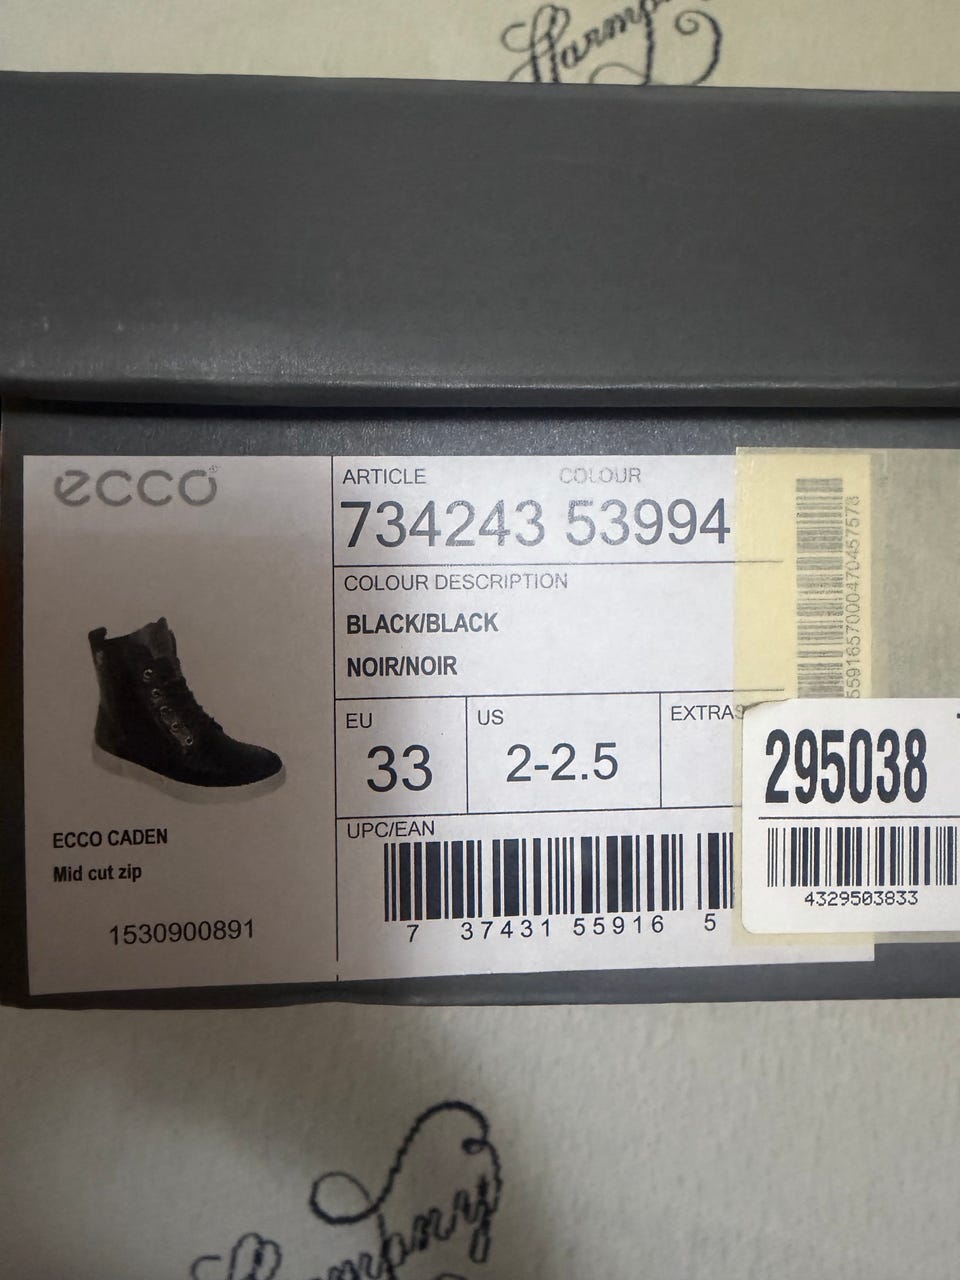 Harmp
ecco®
ARTICLE COLOUR
734243 53994
COLOUR DESCRIPTION
BLACK/BLACK
NOIR/NOIR
EU
33
US
2-2.5
EXTRAS
ECCO CADEN
Mid cut zip
1530900891
UPC/EAN
7 37431 55916 5
295038
4329503833